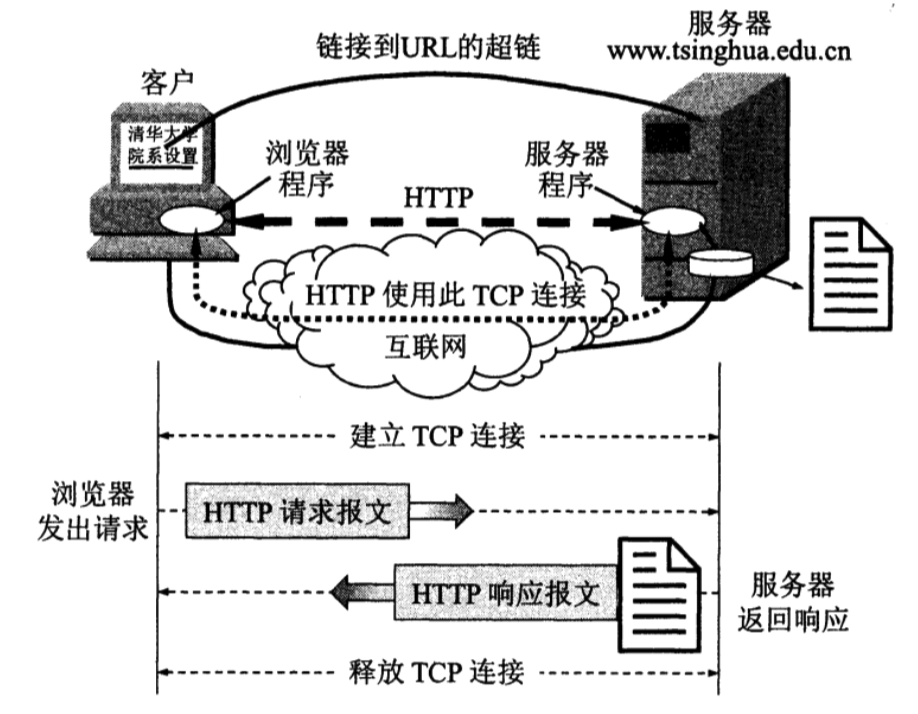 服务器
www.tsinghua.edu.cn
链接到URL的超链
客户
清华大学
院系设置
浏览器
程序
服务器
程序
HTTP
HTTP 使用此 TCP 连接
互联网
建立 TCP 连接
浏览器
发出请求
HTTP 请求报文
HTTP 响应报文
服务器
返回响应
释放 TCP 连接